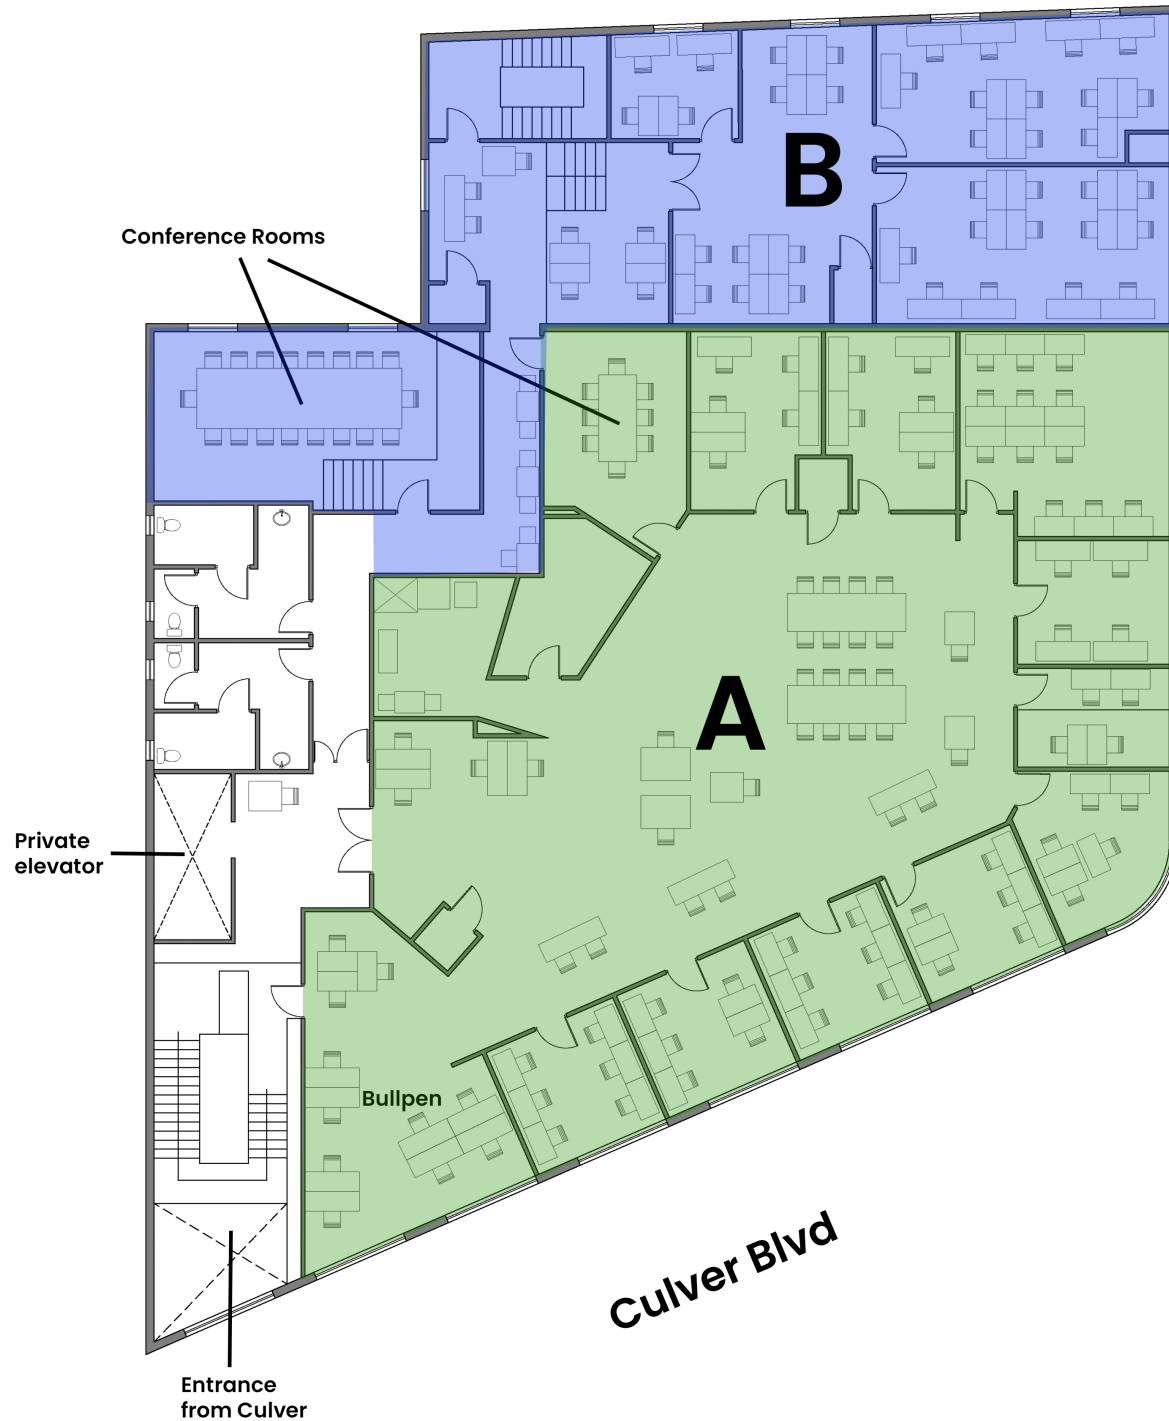 B
Conference Rooms
A
Private
elevator
Bullpen
Culver Blvd
Entrance
from Culver